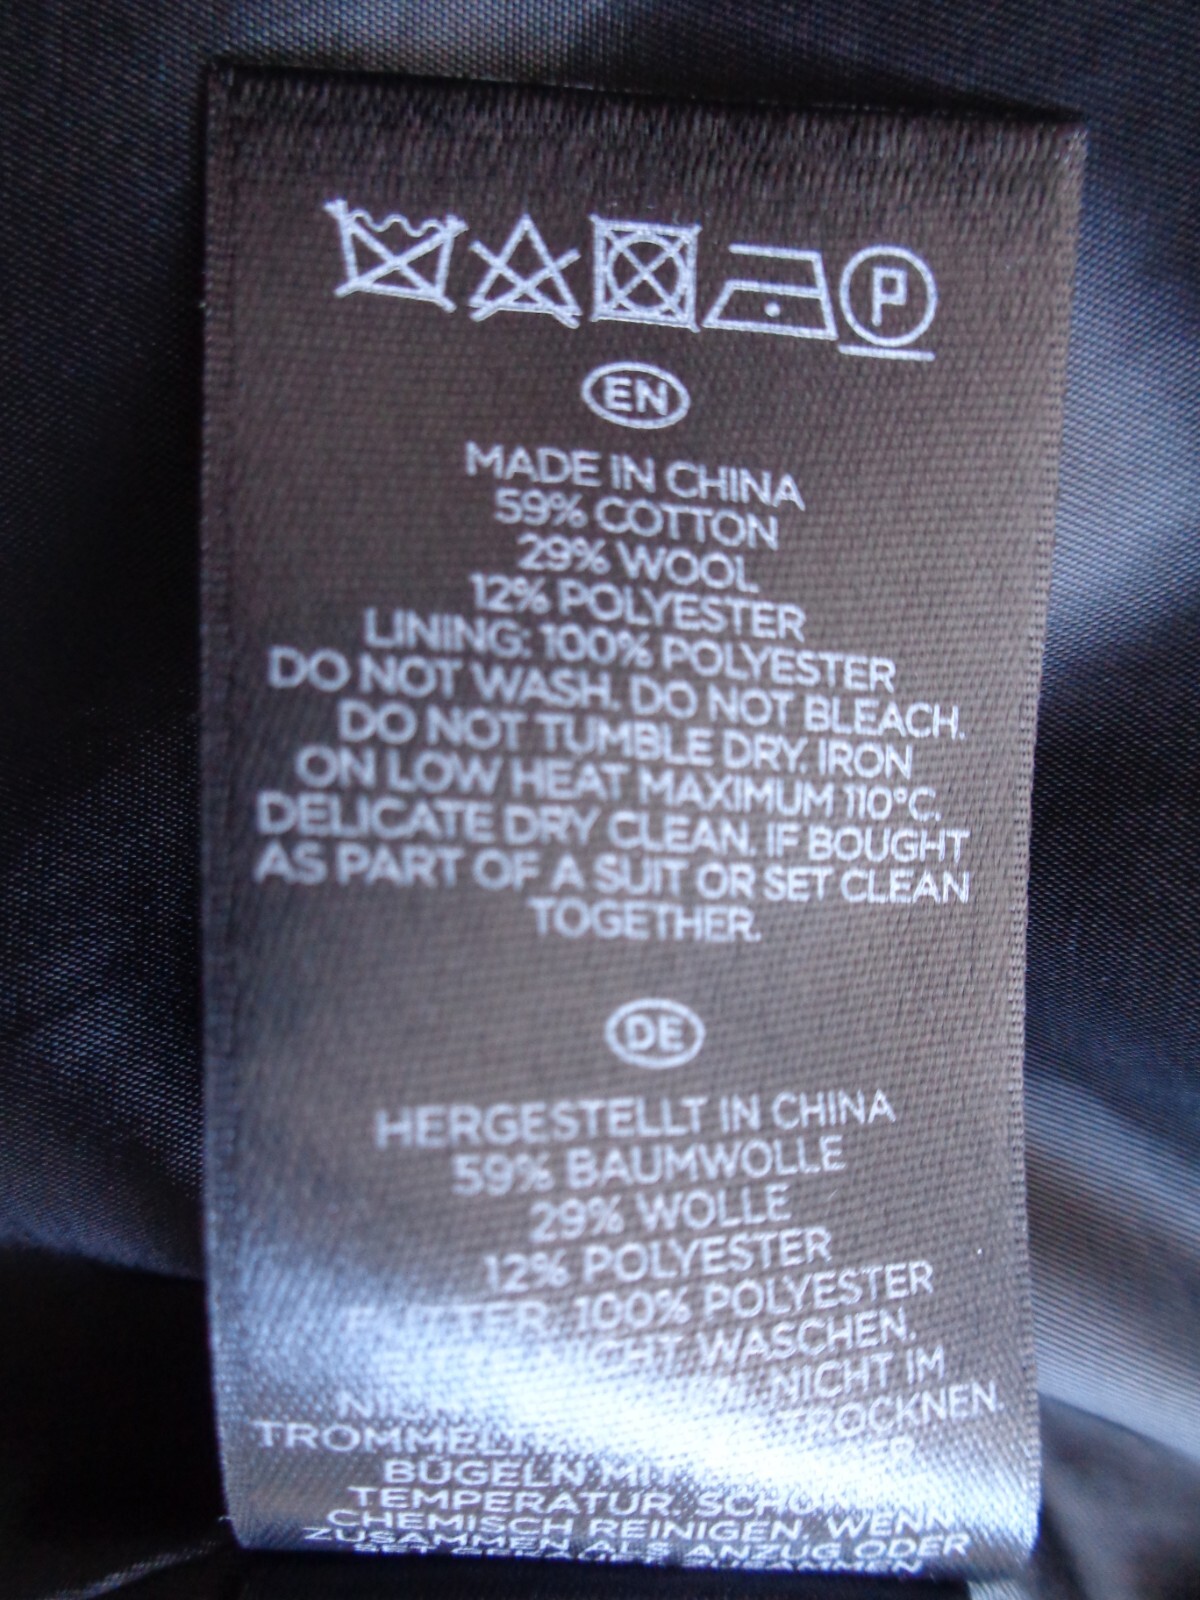 P
EN
MADE IN CHINA
59% COTTON
29% WOOL
12% POLYESTER
LINING: 100% POLYESTER
DO NOT WASH. DO NOT BLEACH.
DO NOT TUMBLE DRY. IRON
ON LOW HEAT MAXIMUM 110°C.
DELICATE DRY CLEAN. IF BOUGHT
AS PART OF A SUIT OR SET CLEAN
TOGETHER.
DE
HERGESTELLT IN CHINA
59% BAUMWOLLE
29% WOLLE
12% POLYESTER
100% POLYESTER
NICHT WASCHEN.
NICHT IM
TROCKNEN.
BÜGELN MIT
TEMPERATUR.
CHEMISCH REINIGEN. WENN
ZUSAMMEN ALS ANZUG ODER